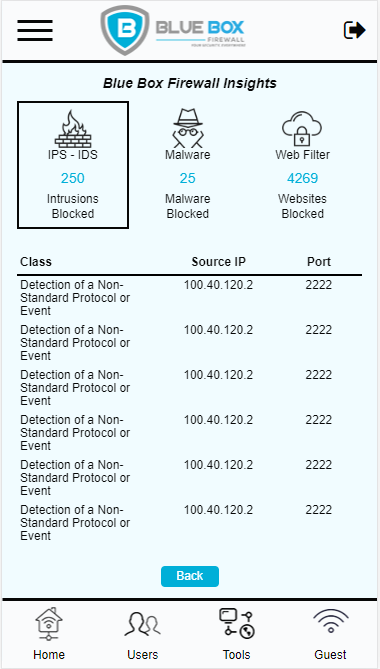 BLUE BOX
FIREWALL
Blue Box Firewall Insights
IPS - IDS
250
Intrusions
Blocked
Malware
25
Malware
Blocked
Web Filter
4269
Websites
Blocked
Class Source IP Port
Detection of a Non- 100.40.120.2 2222
Standard Protocol or
Event
Detection of a Non- 100.40.120.2 2222
Standard Protocol or
Event
Detection of a Non- 100.40.120.2 2222
Standard Protocol or
Event
Detection of a Non- 100.40.120.2 2222
Standard Protocol or
Event
Detection of a Non- 100.40.120.2 2222
Standard Protocol or
Event
Detection of a Non- 100.40.120.2 2222
Standard Protocol or
Event
Back
Home Users Tools Guest